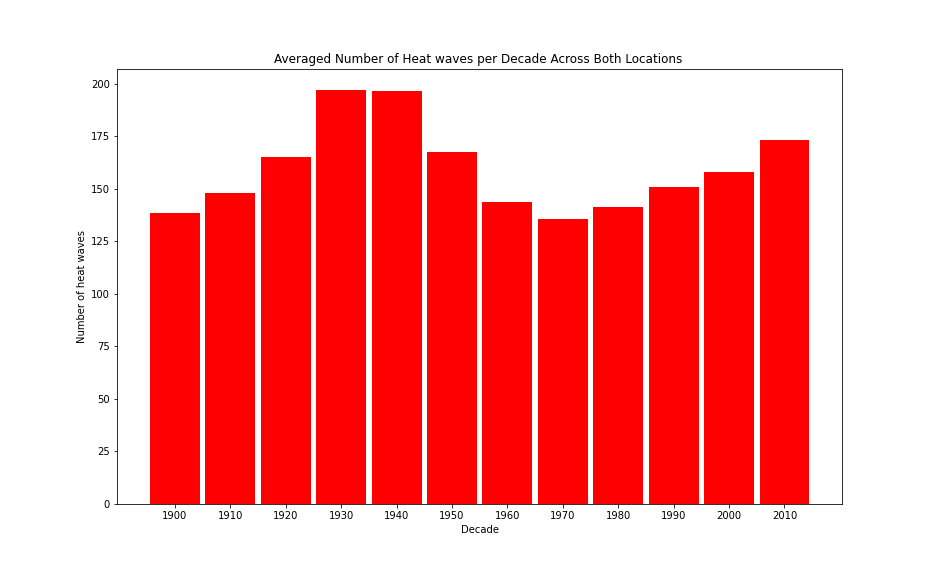 Averaged Number of Heat waves per Decade Across Both Locations
200
175
150
125
100
75
50
25
0
Number of heat waves
1900 1910 1920 1930 1940 1950 1960 1970 1980 1990 2000 2010
Decade